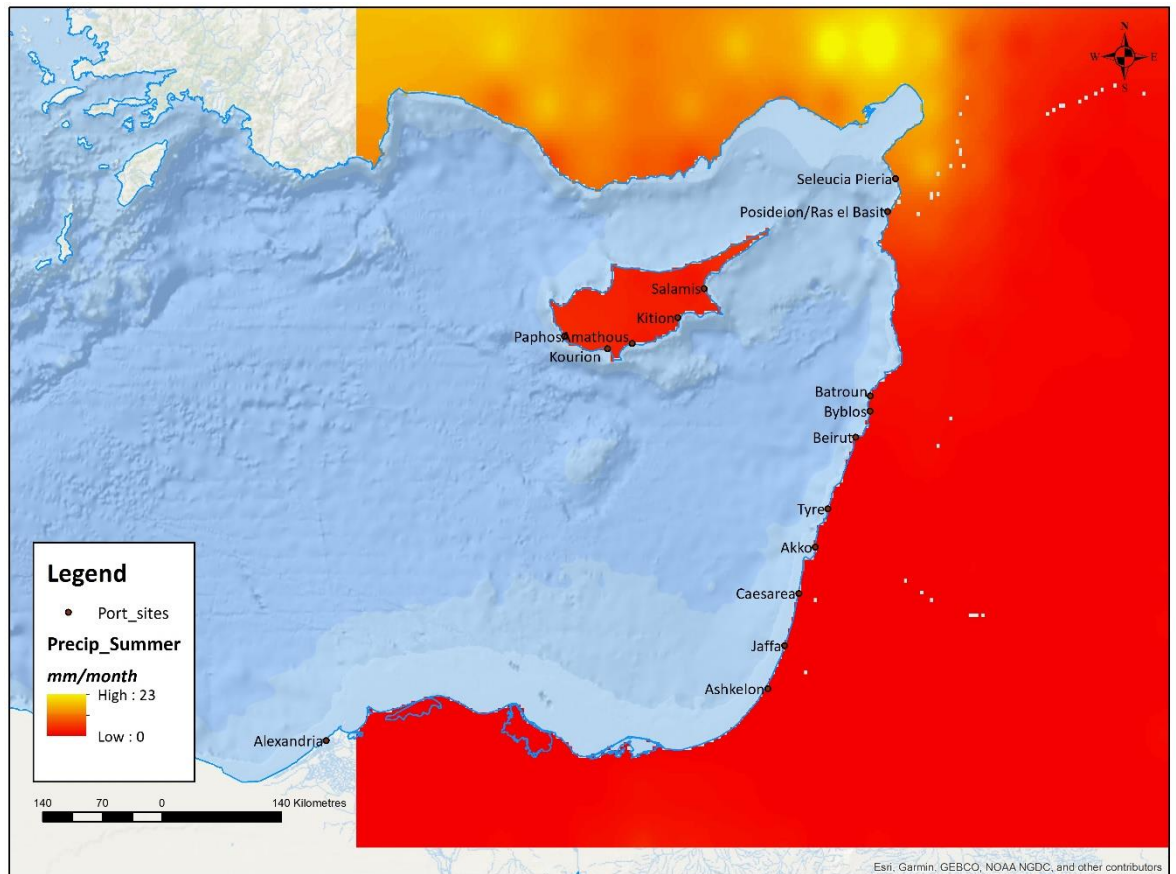 N
W E
S
Seleucia Pieria
Posideion/Ras el Basit
Salamis
Kition
Paphos Amathous
Kourion
Batroun
Byblos
Beirut
Tyre
Akko
Caesarea
Jaffa
Ashkelon
Alexandria
Legend
Port_sites
Precip_Summer
mm/month
High : 23
Low : 0
140 70 0 140 Kilometres
Esri, Garmin, GEBCO, NOAA NGDC, and other contributors